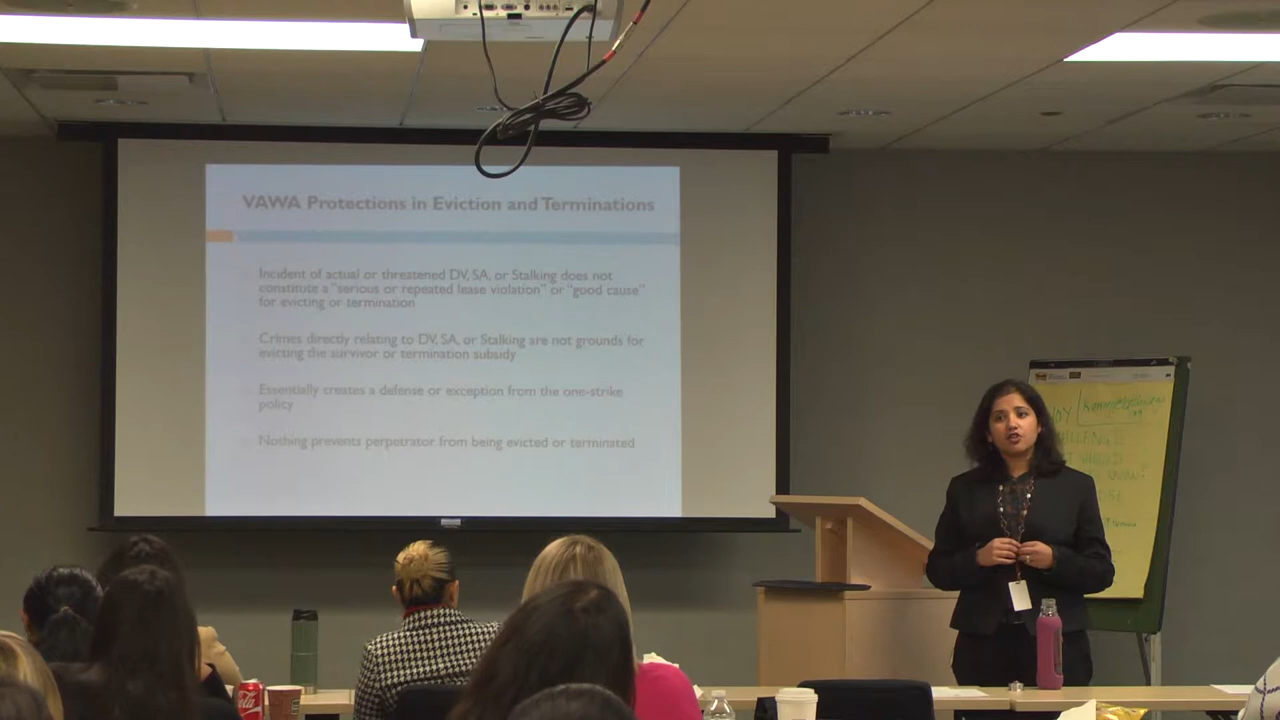 VAWA Protections in Eviction and Terminations
Incident of actual or threatened DV, SA, or Stalking does not
constitute a "serious or repeated lease violation" or "good cause"
for evicting or termination
Crimes directly relating to DV, SA, or Stalking are not grounds for
evicting the survivor or termination subsidy
Essentially creates a defense or exception from the one-strike
policy
Nothing prevents perpetrator from being evicted or terminated